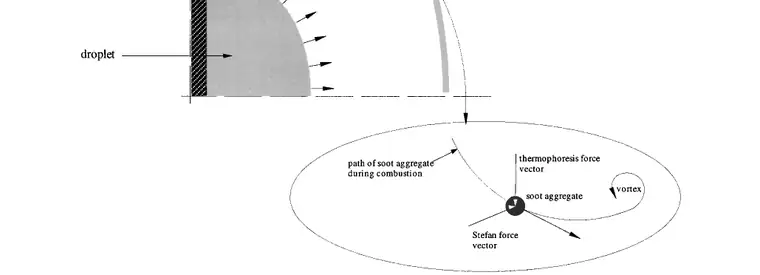 droplet
path of soot aggregate
during combustion
thermophoresis force
vector
soot aggregate
vortex
Stefan force
vector